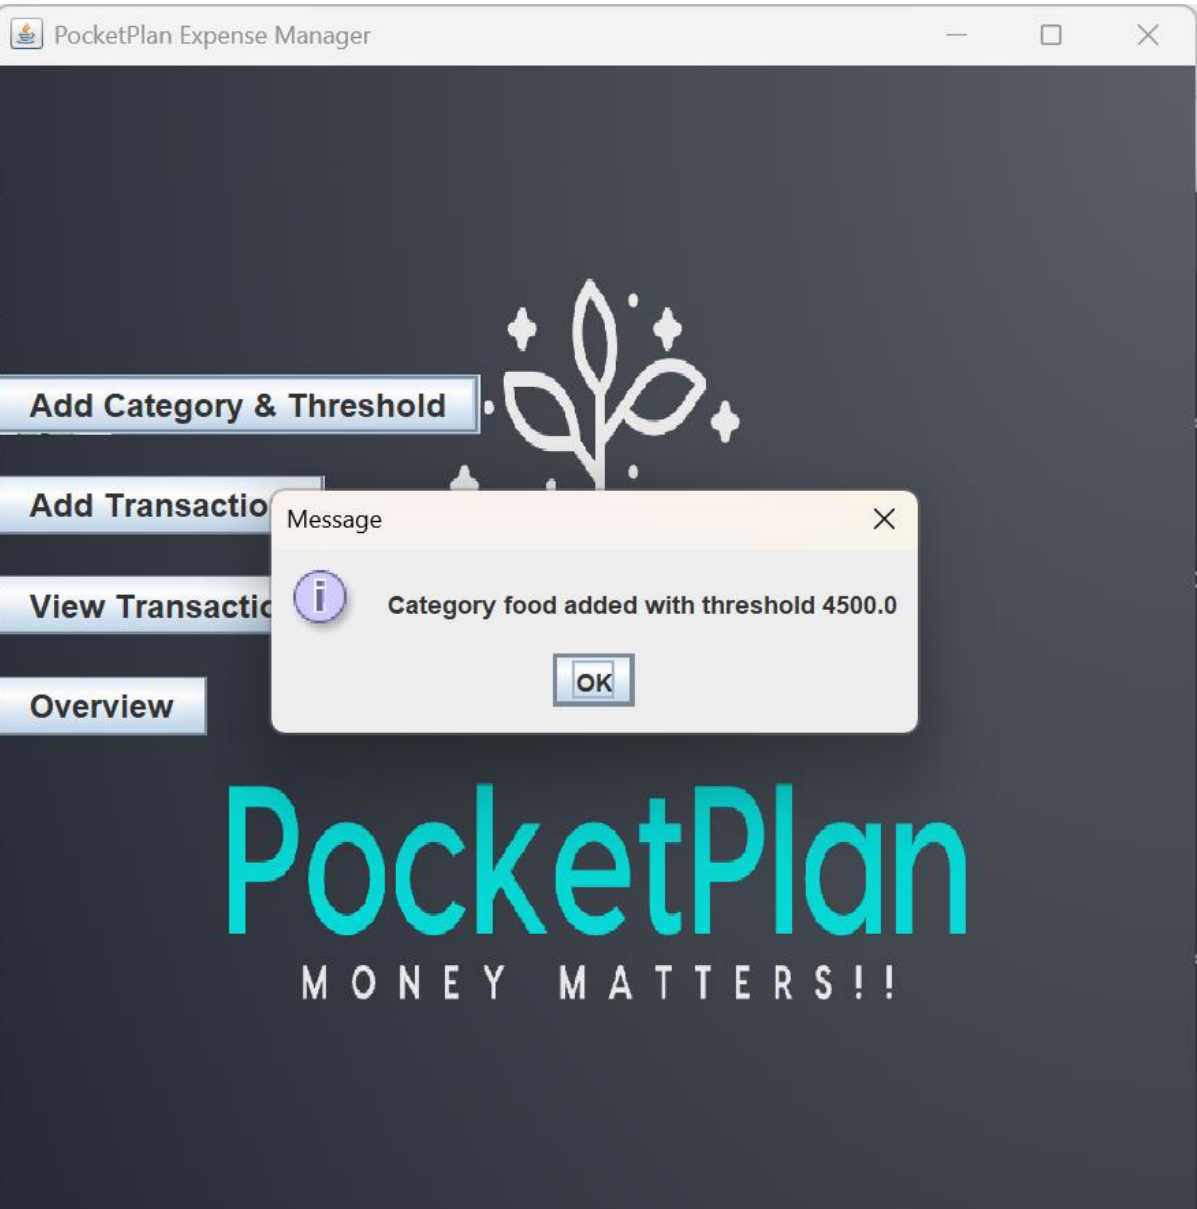 PocketPlan Expense Manager
Add Category & Threshold
Add Transactio
Message
View Transactio
Category food added with threshold 4500.0
OK
Overview
PocketPlan
MONEY MATTERS!!